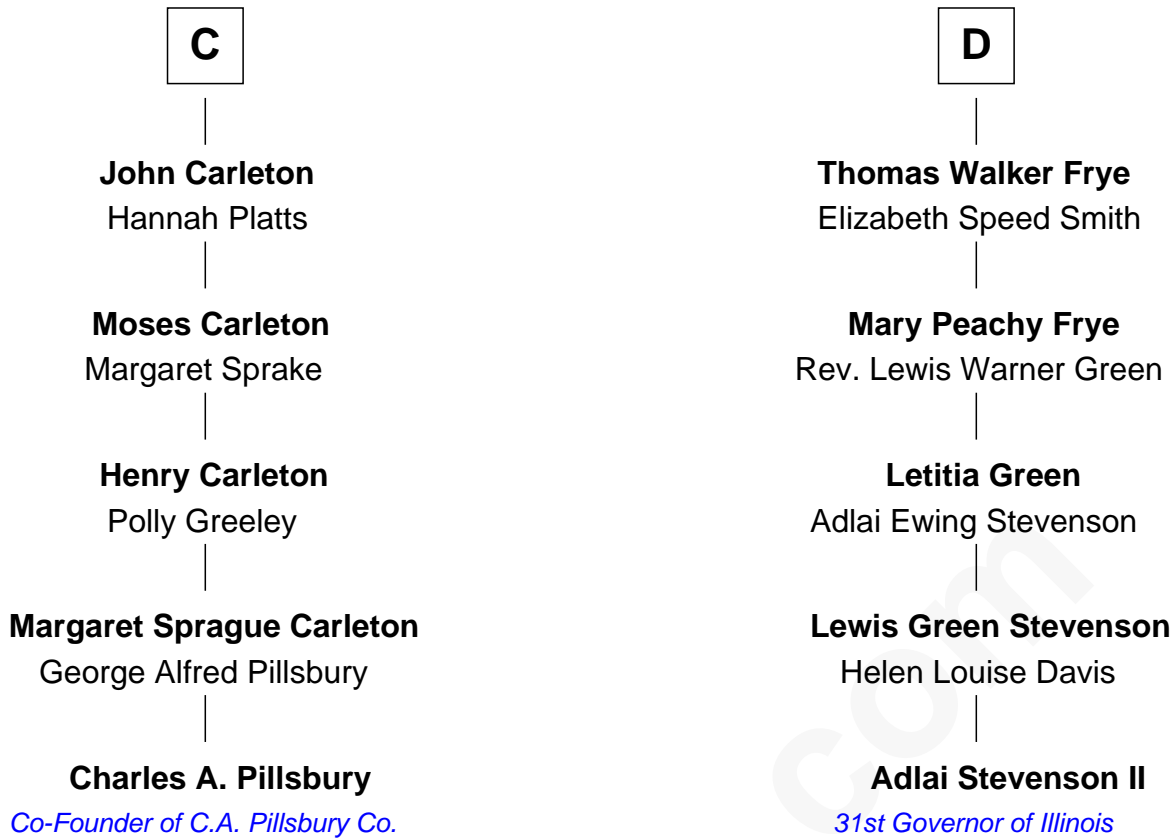 C
John Carleton
Hannah Platts
Moses Carleton
Margaret Sprake
Henry Carleton
Polly Greeley
Margaret Sprague Carleton
George Alfred Pillsbury
Charles A. Pillsbury
Co-Founder of C.A. Pillsbury Co.
D
Thomas Walker Frye
Elizabeth Speed Smith
Mary Peachy Frye
Rev. Lewis Warner Green
Letitia Green
Adlai Ewing Stevenson
Lewis Green Stevenson
Helen Louise Davis
Adlai Stevenson II
31st Governor of Illinois
com